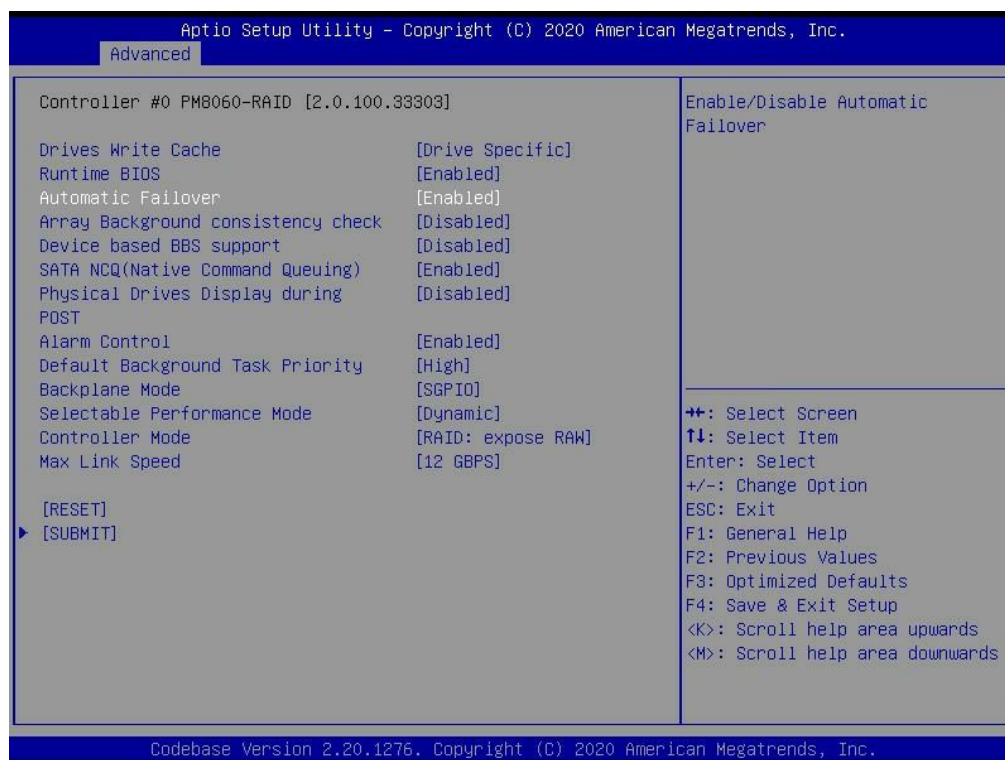 Aptio Setup Utility – Copyright (C) 2020 American Megatrends, Inc.
Advanced
Controller #0 PM8060-RAID [2.0.100.33303]
Drives Write Cache [Drive Specific]
Runtime BIOS [Enabled]
Automatic Failover [Enabled]
Array Background consistency check [Disabled]
Device based BBS support [Disabled]
SATA NCQ(Native Command Queuing) [Enabled]
Physical Drives Display during [Disabled]
POST
Alarm Control [Enabled]
Default Background Task Priority [High]
Backplane Mode [SGPIO]
Selectable Performance Mode [Dynamic]
Controller Mode [RAID: expose RAW]
Max Link Speed [12 GBPS]
[RESET]
[SUBMIT]
Enable/Disable Automatic
Failover
→←: Select Screen
↑↓: Select Item
Enter: Select
+/-: Change Option
ESC: Exit
F1: General Help
F2: Previous Values
F3: Optimized Defaults
F4: Save & Exit Setup
<K>: Scroll help area upwards
<M>: Scroll help area downwards
Codebase Version 2.20.1276. Copyright (C) 2020 American Megatrends, Inc.